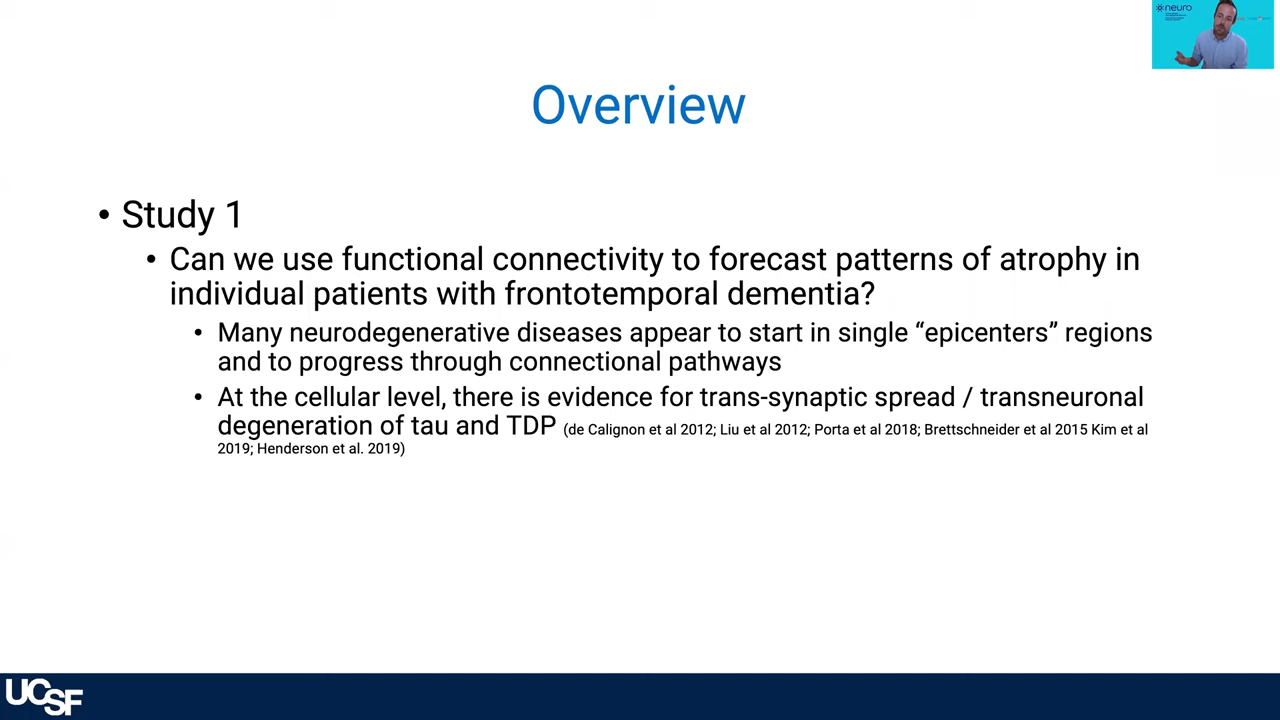 neuro
Overview
• Study 1
• Can we use functional connectivity to forecast patterns of atrophy in
individual patients with frontotemporal dementia?
• Many neurodegenerative diseases appear to start in single “epicenters” regions
and to progress through connectional pathways
• At the cellular level, there is evidence for trans-synaptic spread / transneuronal
degeneration of tau and TDP (de Calignon et al 2012; Liu et al 2012; Porta et al 2018; Brettschneider et al 2015 Kim et al
2019; Henderson et al. 2019)
UCSF